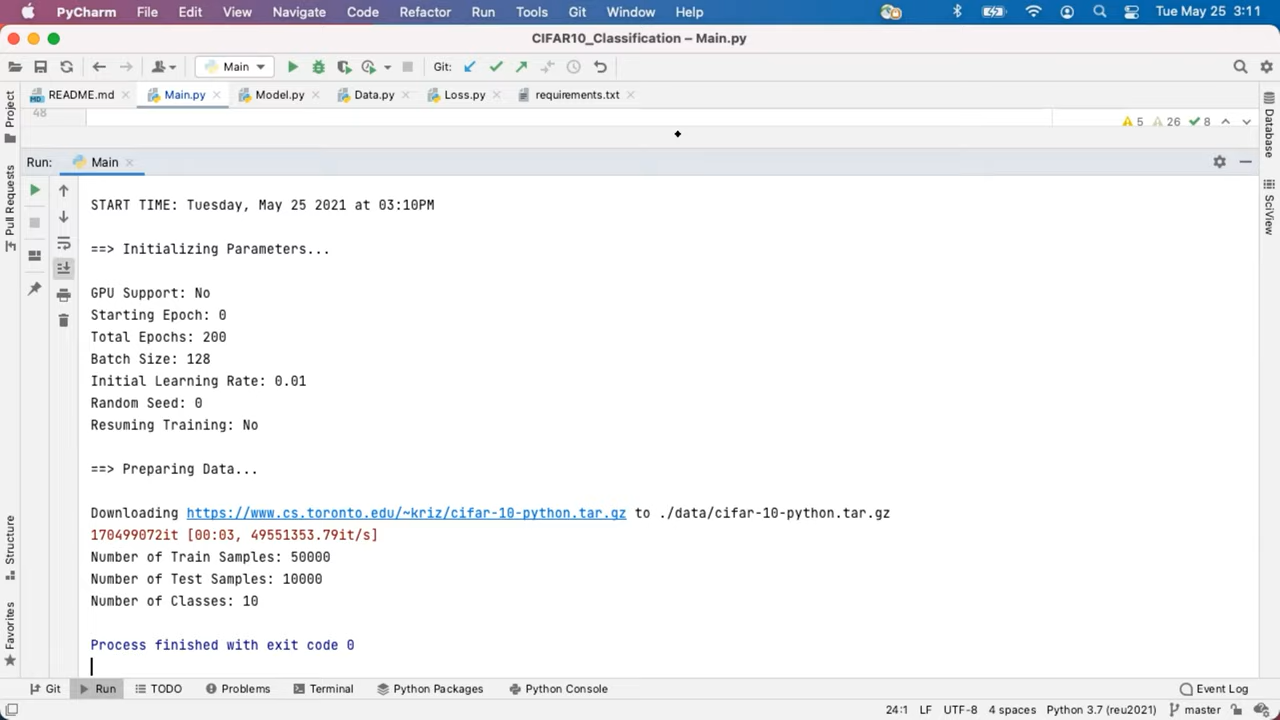 PyCharm File Edit View Navigate Code Refactor Run Tools Git Window Help Tue May 25 3:11
CIFAR10_Classification – Main.py
Main Git:
README.md Main.py Model.py Data.py Loss.py requirements.txt
48 5 26 8
Run: Main
START TIME: Tuesday, May 25 2021 at 03:10PM
==> Initializing Parameters...
GPU Support: No
Starting Epoch: 0
Total Epochs: 200
Batch Size: 128
Initial Learning Rate: 0.01
Random Seed: 0
Resuming Training: No
==> Preparing Data...
Downloading https://www.cs.toronto.edu/~kriz/cifar-10-python.tar.gz to ./data/cifar-10-python.tar.gz
170499072it [00:03, 49551353.79it/s]
Number of Train Samples: 50000
Number of Test Samples: 10000
Number of Classes: 10
Process finished with exit code 0
Project
Pull Requests
Structure
Favorites
Database
SciView
Git Run TODO Problems Terminal Python Packages Python Console Event Log
24:1 LF UTF-8 4 spaces Python 3.7 (reu2021) master